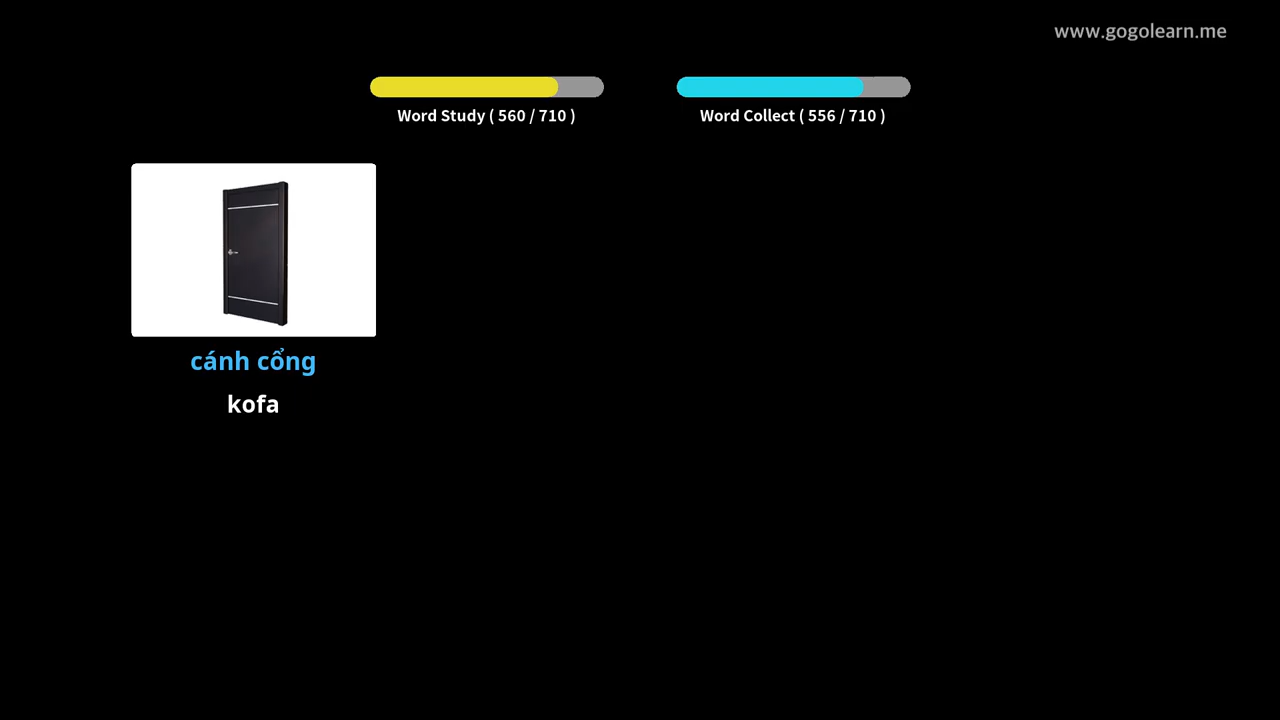 www.gogolearn.me
Word Study ( 560 / 710 )
Word Collect ( 556 / 710 )
cánh cổng
kofa